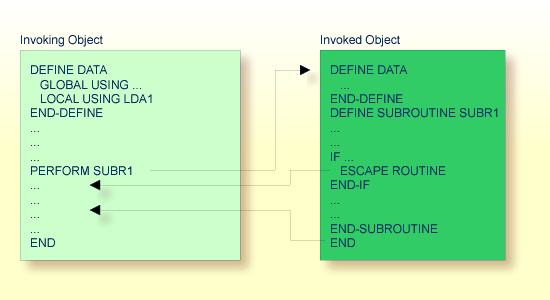 Invoking Object
DEFINE DATA
GLOBAL USING ...
LOCAL USING LDA1
END-DEFINE
...
...
...
PERFORM SUBR1
...
...
...
...
END
Invoked Object
DEFINE DATA
...
END-DEFINE
DEFINE SUBROUTINE SUBR1
...
...
IF ...
ESCAPE ROUTINE
END-IF
...
...
END-SUBROUTINE
END